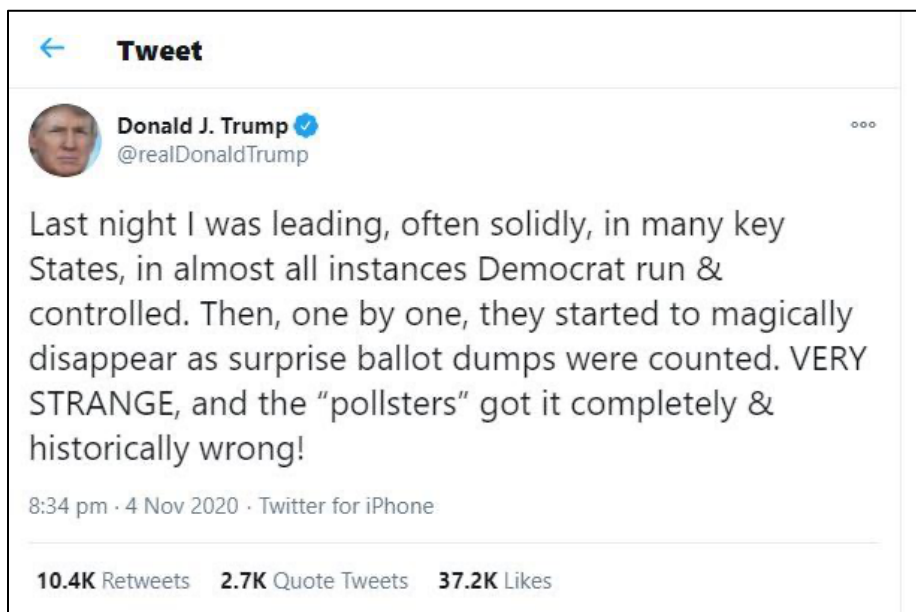 Tweet
Donald J. Trump
@realDonaldTrump
Last night I was leading, often solidly, in many key
States, in almost all instances Democrat run &
controlled. Then, one by one, they started to magically
disappear as surprise ballot dumps were counted. VERY
STRANGE, and the “pollsters” got it completely &
historically wrong!
8:34 pm · 4 Nov 2020 · Twitter for iPhone
10.4K Retweets 2.7K Quote Tweets 37.2K Likes